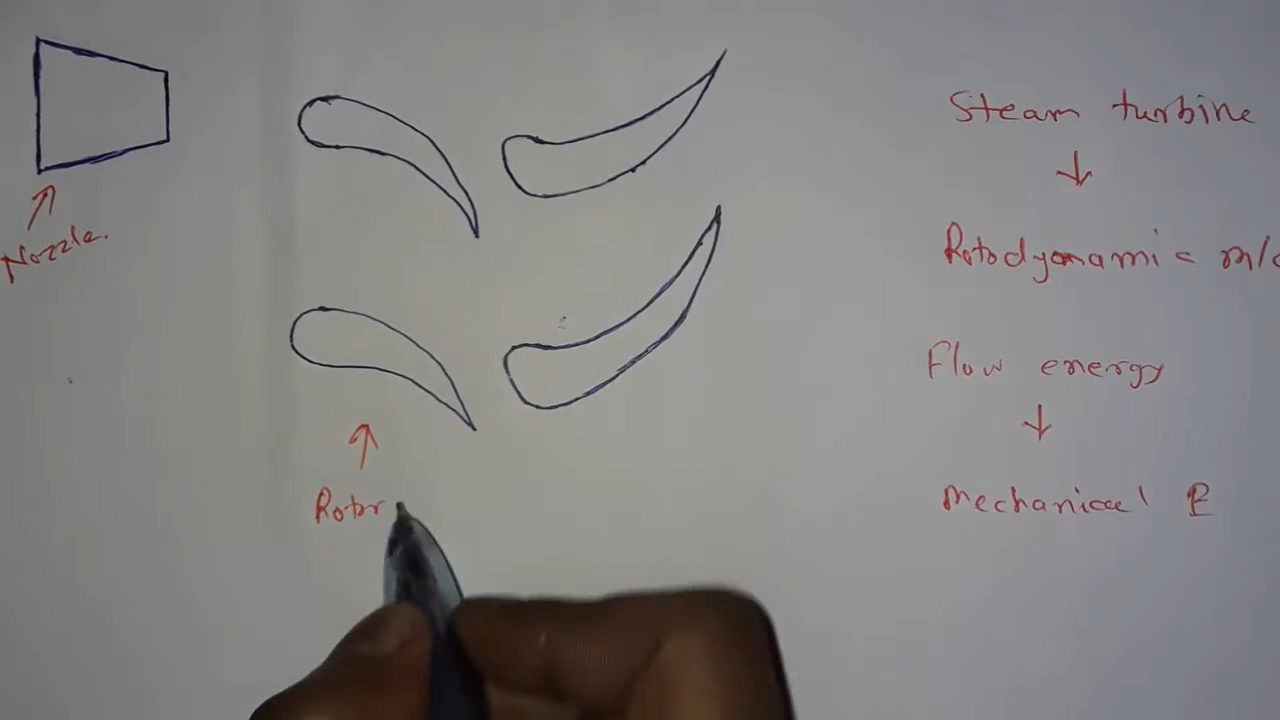 Steam turbine
Rotodynamic m/c
Nozzle.
Flow energy
Mechanical E
Rotor